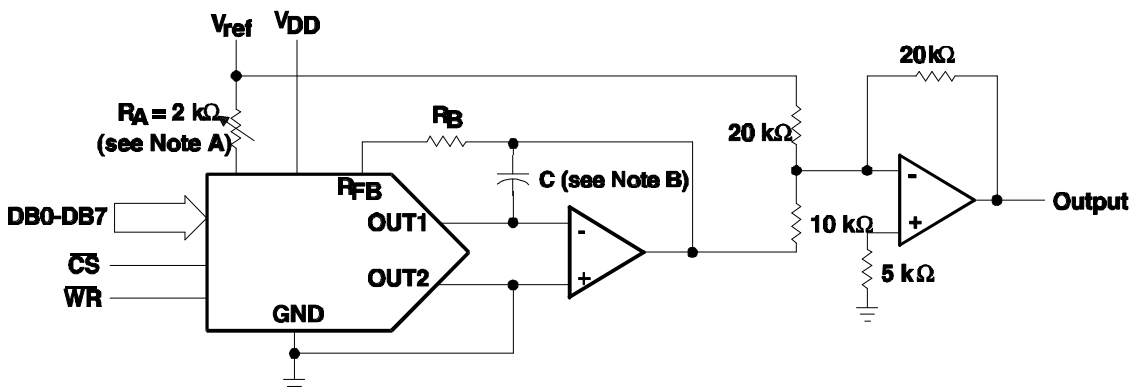 Vref
VDD
20 kΩ
RA = 2 kΩ
(see Note A)
RB
20 kΩ
C (see Note B)
RFB
-
DB0-DB7
OUT1
Output
-
+
10 kΩ
CS
OUT2
+
5 kΩ
WR
GND